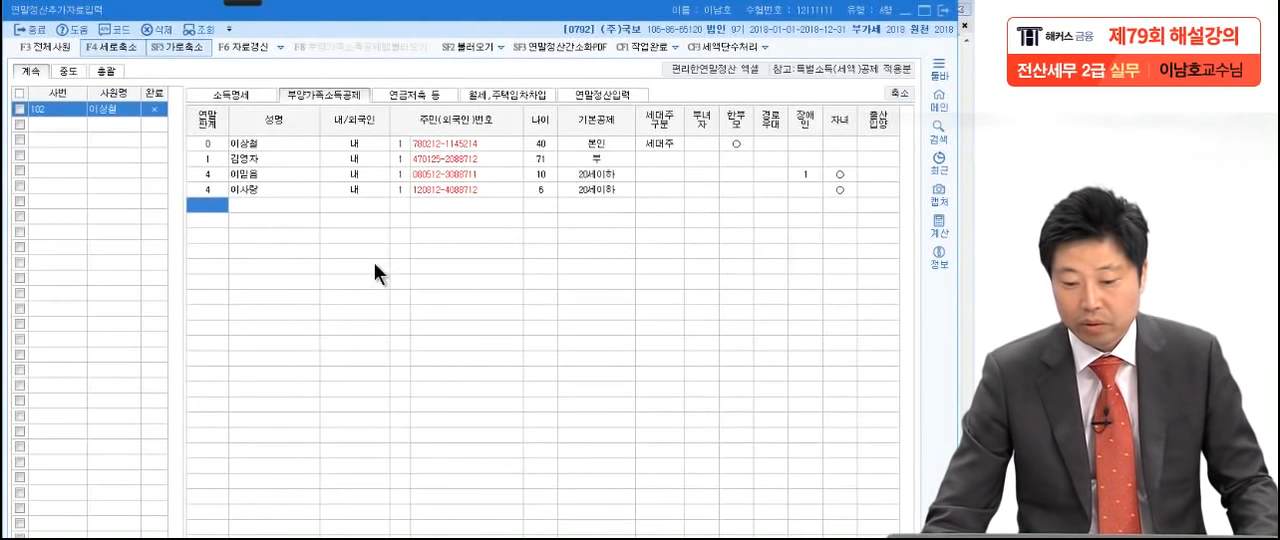 연말정산추가자료입력
이름 : 이남호 수험번호 : 12111111 유형 : A형
종료 도움 코드 삭제 조회
[0792] (주)국보 106-86-65120 법인 9기 2018-01-01~2018-12-31 부가세 2018 원천 2018
F3 전체사원 F4 세로축소 SF3 가로축소 F6 자료갱신 SF2 불러오기 SF3 연말정산간소화PDF CF1 작업완료 CF3 세액단수처리
계속 중도 총괄
편리한연말정산 엑셀 참고:특별소득(세액)공제 적용분
사번 사원명 완료
102 이상철 ×
소득명세 부양가족소득공제 연금저축 등 월세,주택임차차입 연말정산입력 축소
연말관계 성명 내/외국인 주민(외국인)번호 나이 기본공제 세대주구분 부녀자 한부모 경로우대 장애인 자녀 출산입양
0 이상철 내 1 780212-1145214 40 본인 세대주 ○
1 김영자 내 1 470125-2088712 71 부
4 이믿음 내 1 080512-3088711 10 20세이하 1 ○
4 이사랑 내 1 120812-4088712 6 20세이하 ○
툴바
메인
검색
최근
캡처
계산
정보
해커스 금융 제79회 해설강의
전산세무 2급 실무 이남호교수님